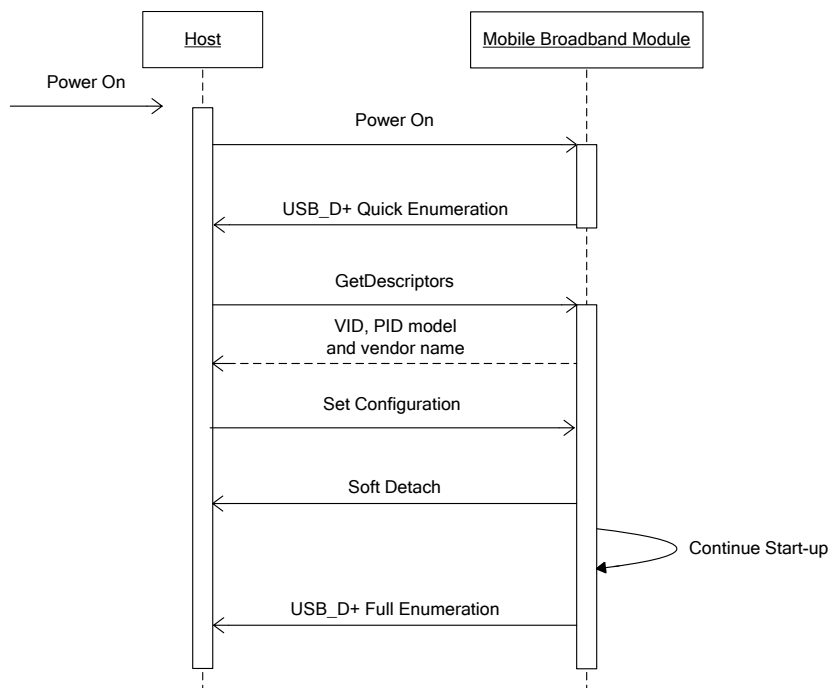 Host
Mobile Broadband Module
Power On
Power On
USB_D+ Quick Enumeration
GetDescriptors
VID, PID model
and vendor name
Set Configuration
Soft Detach
Continue Start-up
USB_D+ Full Enumeration